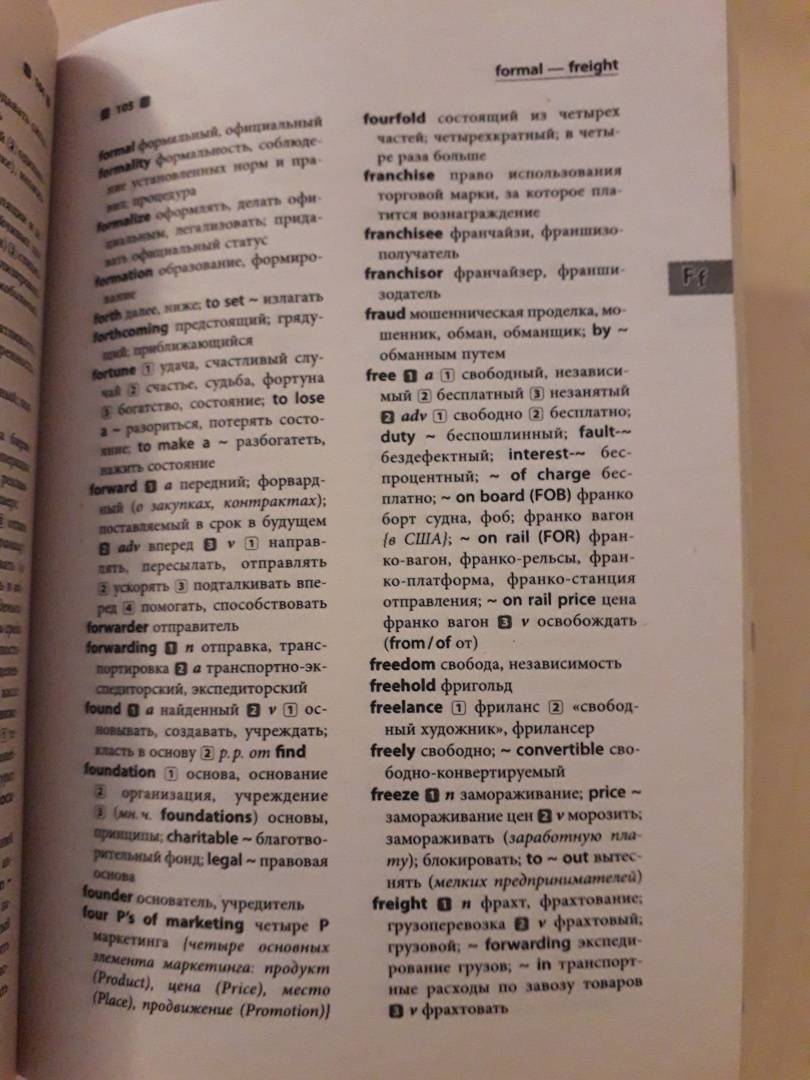 105
formal — freight
formal формальный, официальный
formality формальность, соблюде-
ние установленных норм и пра-
вил; процедура
formalize оформлять, делать офи-
циальным, легализовать; прида-
вать официальный статус
formation образование, формиро-
вание
forth далее, ниже; to set ~ излагать
forthcoming предстоящий; гряду-
щий; приближающийся
fortune 1 удача, счастливый слу-
чай 2 счастье, судьба, фортуна
3 богатство, состояние; to lose
a ~ разориться, потерять состо-
яние; to make a ~ разбогатеть,
нажить состояние
forward 1 a передний; форвард-
ный (о закупках, контрактах);
поставляемый в срок в будущем
2 adv вперед 3 v 1 направ-
лять, пересылать, отправлять
2 ускорять 3 подталкивать впе-
ред 4 помогать, способствовать
forwarder отправитель
forwarding 1 n отправка, транс-
портировка 2 a транспортно-эк-
спедиторский, экспедиторский
found 1 a найденный 2 v 1 ос-
новывать, создавать, учреждать;
класть в основу 2 p.p. от find
foundation 1 основа, основание
2 организация, учреждение
3 (мн. ч. foundations) основы,
принципы; charitable ~ благотво-
рительный фонд; legal ~ правовая
основа
founder основатель, учредитель
four P's of marketing четыре P
маркетинга {четыре основных
элемента маркетинга: продукт
(Product), цена (Price), место
(Place), продвижение (Promotion)}
fourfold состоящий из четырех
частей; четырехкратный; в четы-
ре раза больше
franchise право использования
торговой марки, за которое пла-
тится вознаграждение
franchisee франчайзи, франшизо-
получатель
franchisor франчайзер, франши-
зодатель
fraud мошенническая проделка, мо-
шенник, обман, обманщик; by ~
обманным путем
free 1 a 1 свободный, независи-
мый 2 бесплатный 3 незанятый
2 adv 1 свободно 2 бесплатно;
duty ~ беспошлинный; fault-~
бездефектный; interest-~ бес-
процентный; ~ of charge бес-
платно; ~ on board (FOB) франко
борт судна, фоб; франко вагон
{в США}; ~ on rail (FOR) фран-
ко-вагон, франко-рельсы, фран-
ко-платформа, франко-станция
отправления; ~ on rail price цена
франко вагон 3 v освобождать
(from / of от)
freedom свобода, независимость
freehold фригольд
freelance 1 фриланс 2 «свобод-
ный художник», фрилансер
freely свободно; ~ convertible сво-
бодно-конвертируемый
freeze 1 n замораживание; price ~
замораживание цен 2 v морозить;
замораживать (заработную пла-
ту); блокировать; to ~ out вытес-
нять (мелких предпринимателей)
freight 1 n фрахт, фрахтование;
грузоперевозка 2 v фрахтовый,
грузовой; ~ forwarding экспеди-
рование грузов; ~ in транспорт-
ные расходы по завозу товаров
3 v фрахтовать
Ff